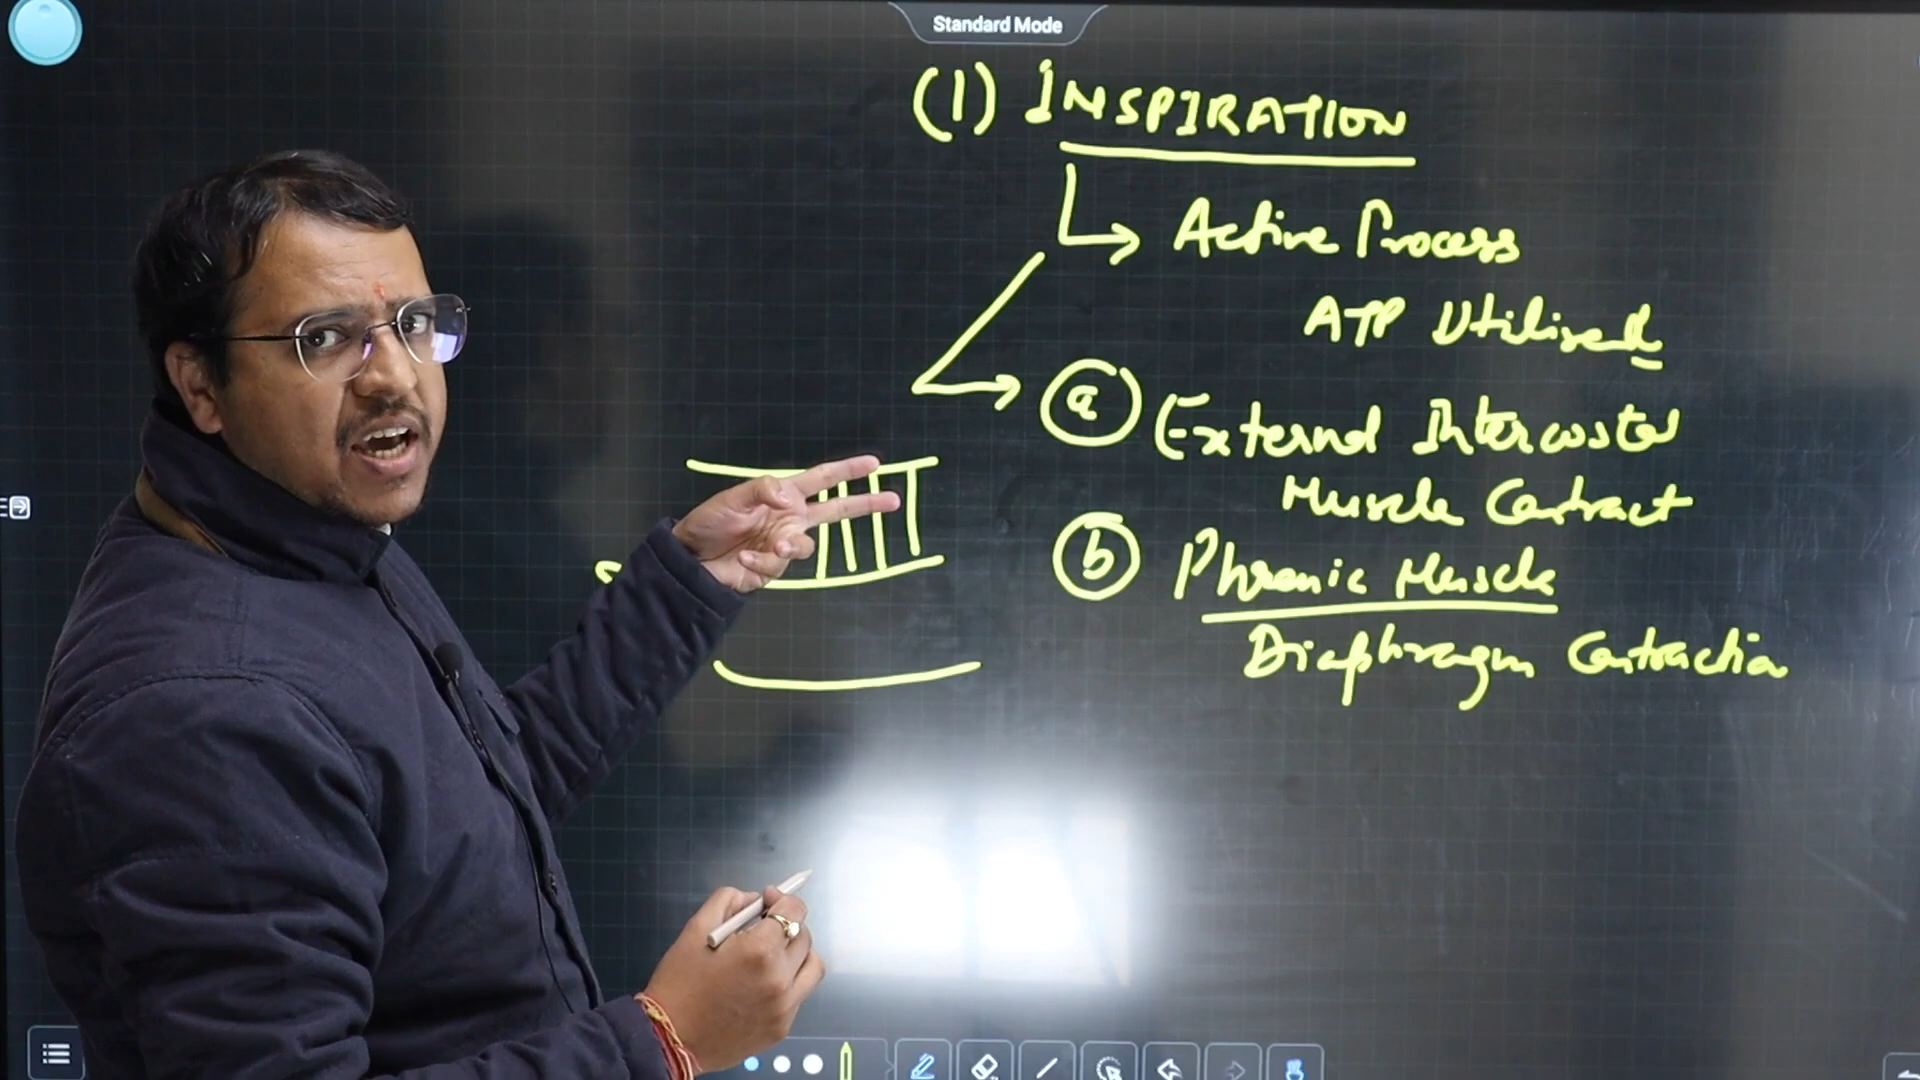 Standard Mode
(1) INSPIRATION
Active Process
ATP Utilised
(a) External Intercostal
Muscle Contract
(b) Phrenic Muscle
Diaphragm Contraction